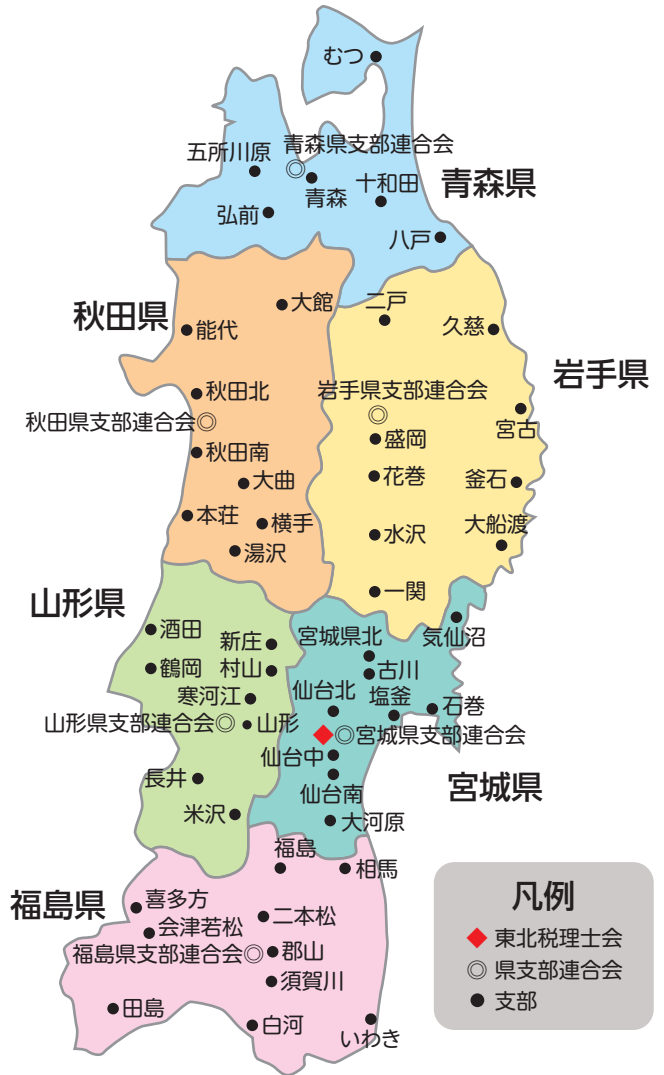 むつ
五所川原
青森県支部連合会
青森
十和田
青森県
弘前
八戸
秋田県
大館
二戸
能代
久慈
岩手県
秋田北
岩手県支部連合会
秋田県支部連合会
宮古
盛岡
秋田南
大曲
花巻
釜石
本荘
横手
水沢
大船渡
湯沢
一関
山形県
酒田
新庄
宮城県北
気仙沼
鶴岡
村山
古川
寒河江
仙台北
塩釜
石巻
山形県支部連合会
山形
宮城県支部連合会
仙台中
長井
仙台南
宮城県
米沢
大河原
福島
相馬
福島県
喜多方
二本松
会津若松
福島県支部連合会
郡山
須賀川
田島
白河
いわき
凡例
東北税理士会
県支部連合会
支部